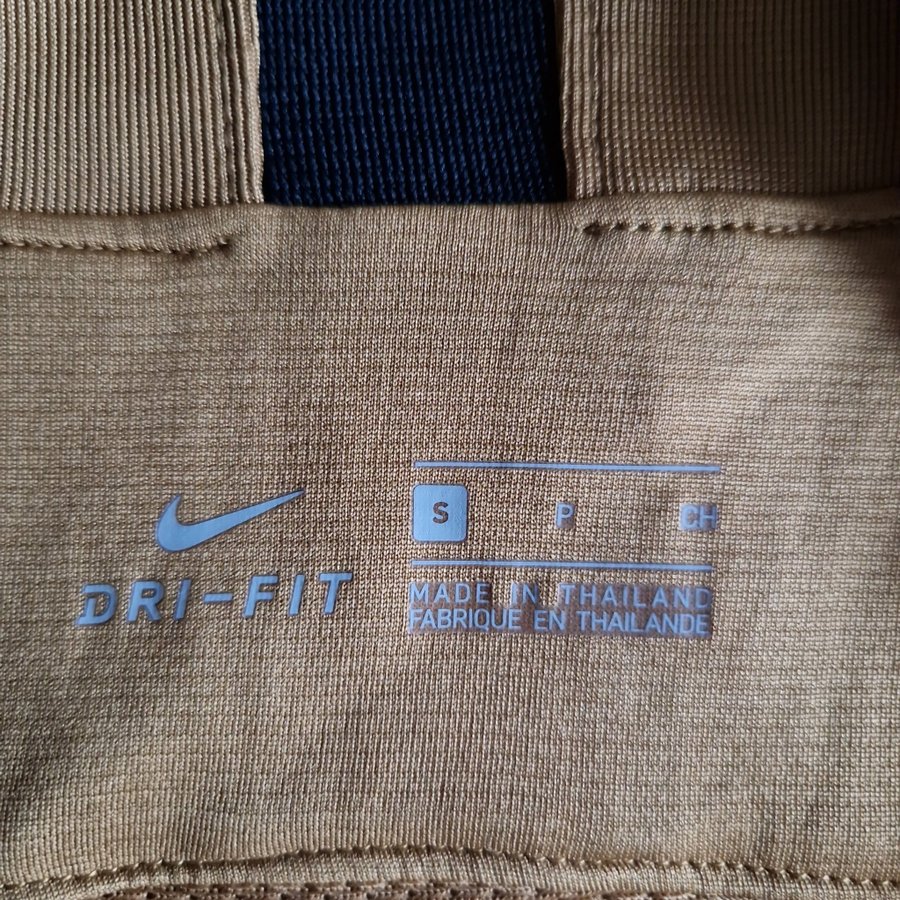 DRI-FIT
S P CH
MADE IN THAILAND
FABRIQUE EN THAILANDE